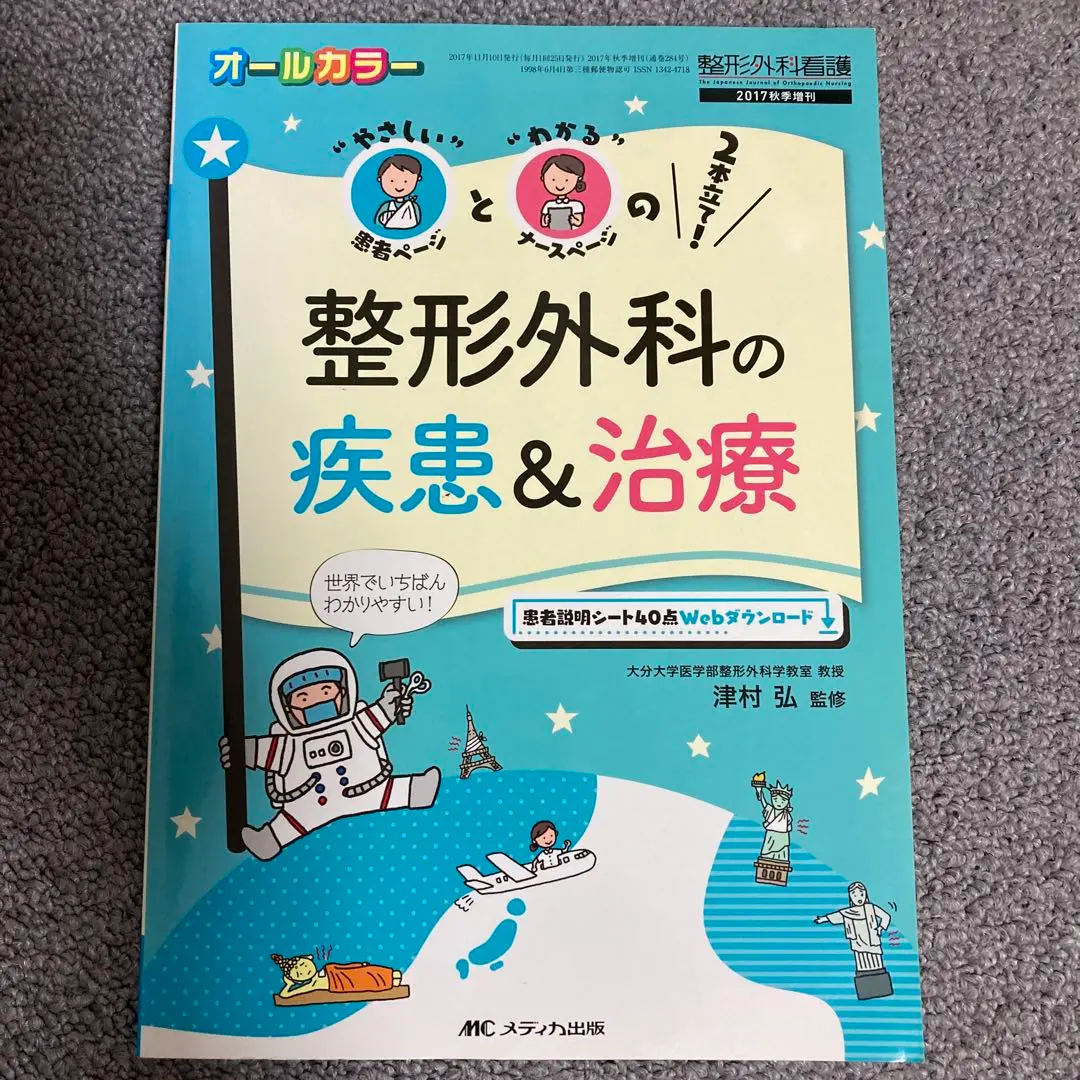 オールカラー
2017年11月10日発行(毎月1回25日発行) 2017年 秋季増刊(通巻284号)
1998年6月4日第三種郵便物認可 ISSN 1342-4718
整形外科看護
The Japanese Journal of Orthopaedic Nursing
2017秋季増刊
“やさしい” “わかる”
患者ページ と ナースページ の
2本立て!
整形外科の
疾患&治療
世界でいちばん
わかりやすい!
患者説明シート40点Webダウンロード
大分大学医学部整形外科学教室 教授
津村 弘 監修
MC メディカ出版